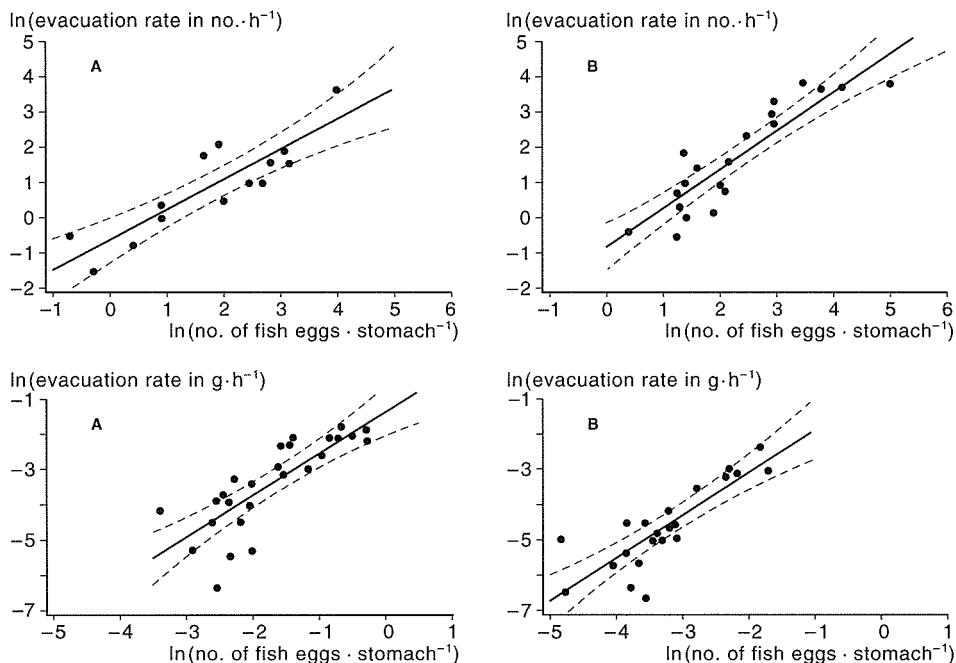 ln(evacuation rate in no.·h⁻¹)
5
4
3
2
1
0
−1
−2
A
−1 0 1 2 3 4 5 6
ln(no. of fish eggs · stomach⁻¹)
ln(evacuation rate in no.·h⁻¹)
5
4
3
2
1
0
−1
−2
B
−1 0 1 2 3 4 5 6
ln(no. of fish eggs · stomach⁻¹)
ln(evacuation rate in g·h⁻¹)
−1
−3
−5
−7
A
−5 −4 −3 −2 −1 0 1
ln(no. of fish eggs · stomach⁻¹)
ln(evacuation rate in g·h⁻¹)
−1
−3
−5
−7
B
−5 −4 −3 −2 −1 0 1
ln(no. of fish eggs · stomach⁻¹)